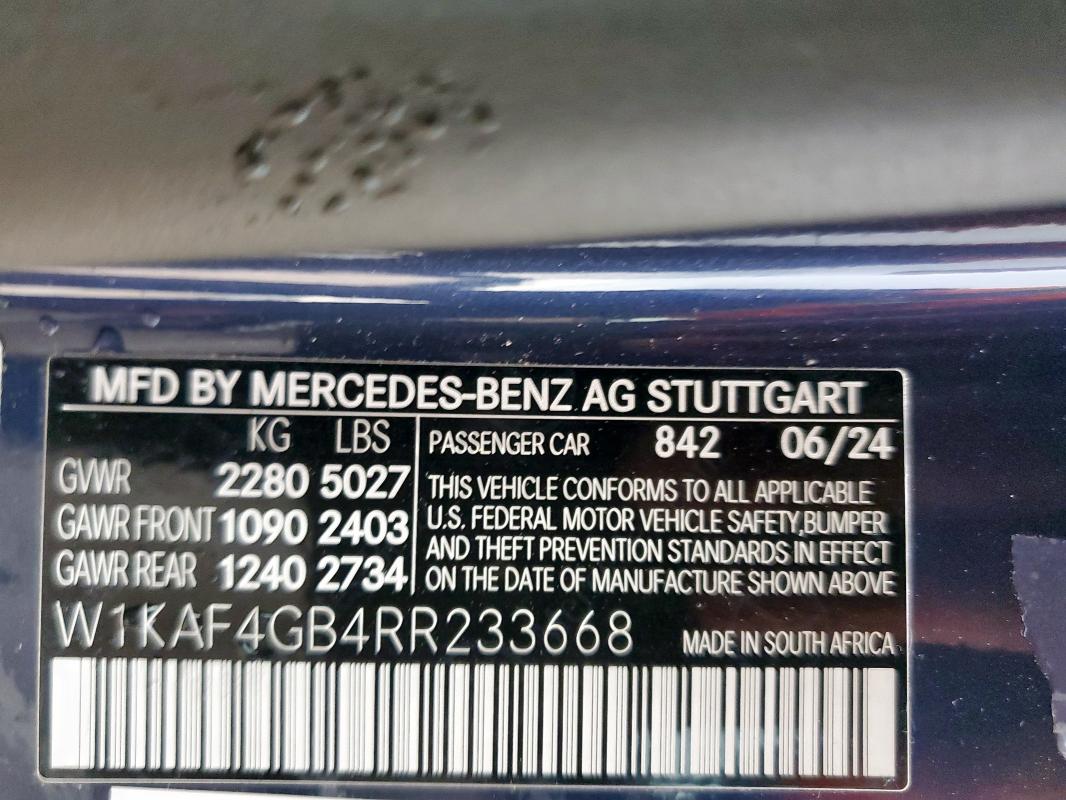 MFD BY MERCEDES-BENZ AG STUTTGART
KG LBS
GVWR 2280 5027
GAWR FRONT 1090 2403
GAWR REAR 1240 2734
PASSENGER CAR 842 06/24
THIS VEHICLE CONFORMS TO ALL APPLICABLE
U.S. FEDERAL MOTOR VEHICLE SAFETY, BUMPER
AND THEFT PREVENTION STANDARDS IN EFFECT
ON THE DATE OF MANUFACTURE SHOWN ABOVE
W1KAF4GB4RR233668 MADE IN SOUTH AFRICA